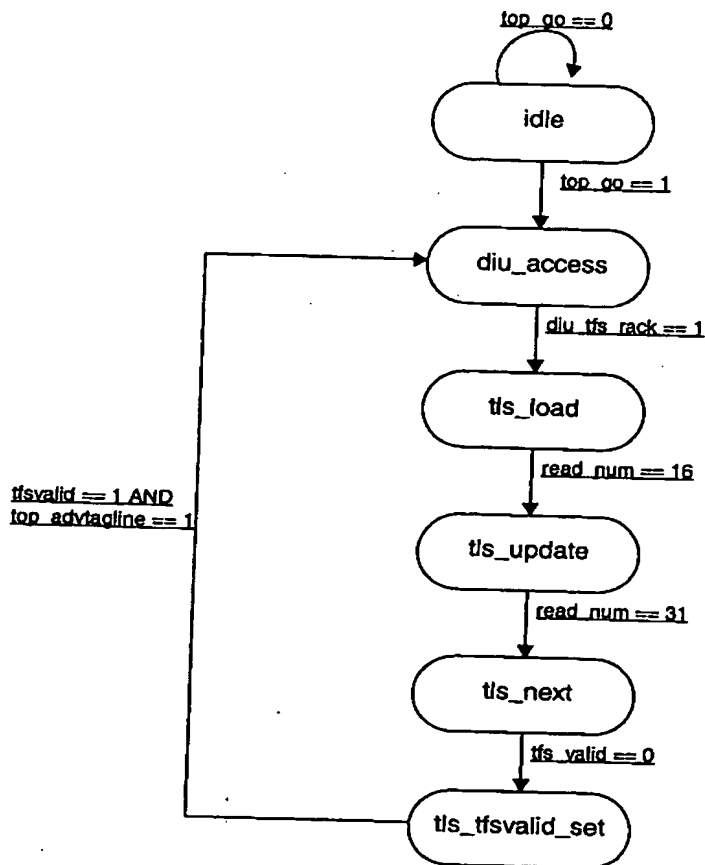 top_go == 0
idle
top_go == 1
diu_access
diu_tfs_rack == 1
tls_load
read_num == 16
tfsvalid == 1 AND
top_advtagline == 1
tls_update
read_num == 31
tls_next
tfs_valid == 0
tls_tfsvalid_set